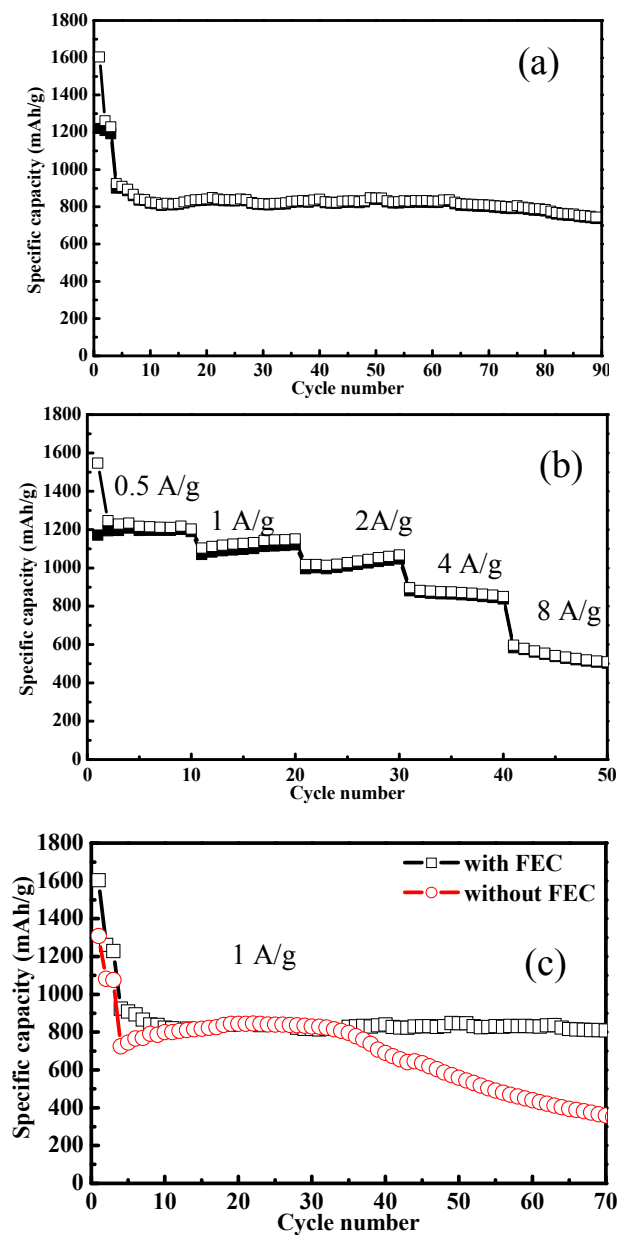 1800
1600
1400
1200
1000
800
600
400
200
0
Specific capacity (mAh/g)
(a)
0 10 20 30 40 50 60 70 80 90
Cycle number
1800
1600
1400
1200
1000
800
600
400
200
0
Specific capacity (mAh/g)
(b)
0.5 A/g
1 A/g
2A/g
4 A/g
8 A/g
0 10 20 30 40 50
Cycle number
1800
1600
1400
1200
1000
800
600
400
200
0
Specific capacity (mAh/g)
with FEC
without FEC
1 A/g
(c)
0 10 20 30 40 50 60 70
Cycle number